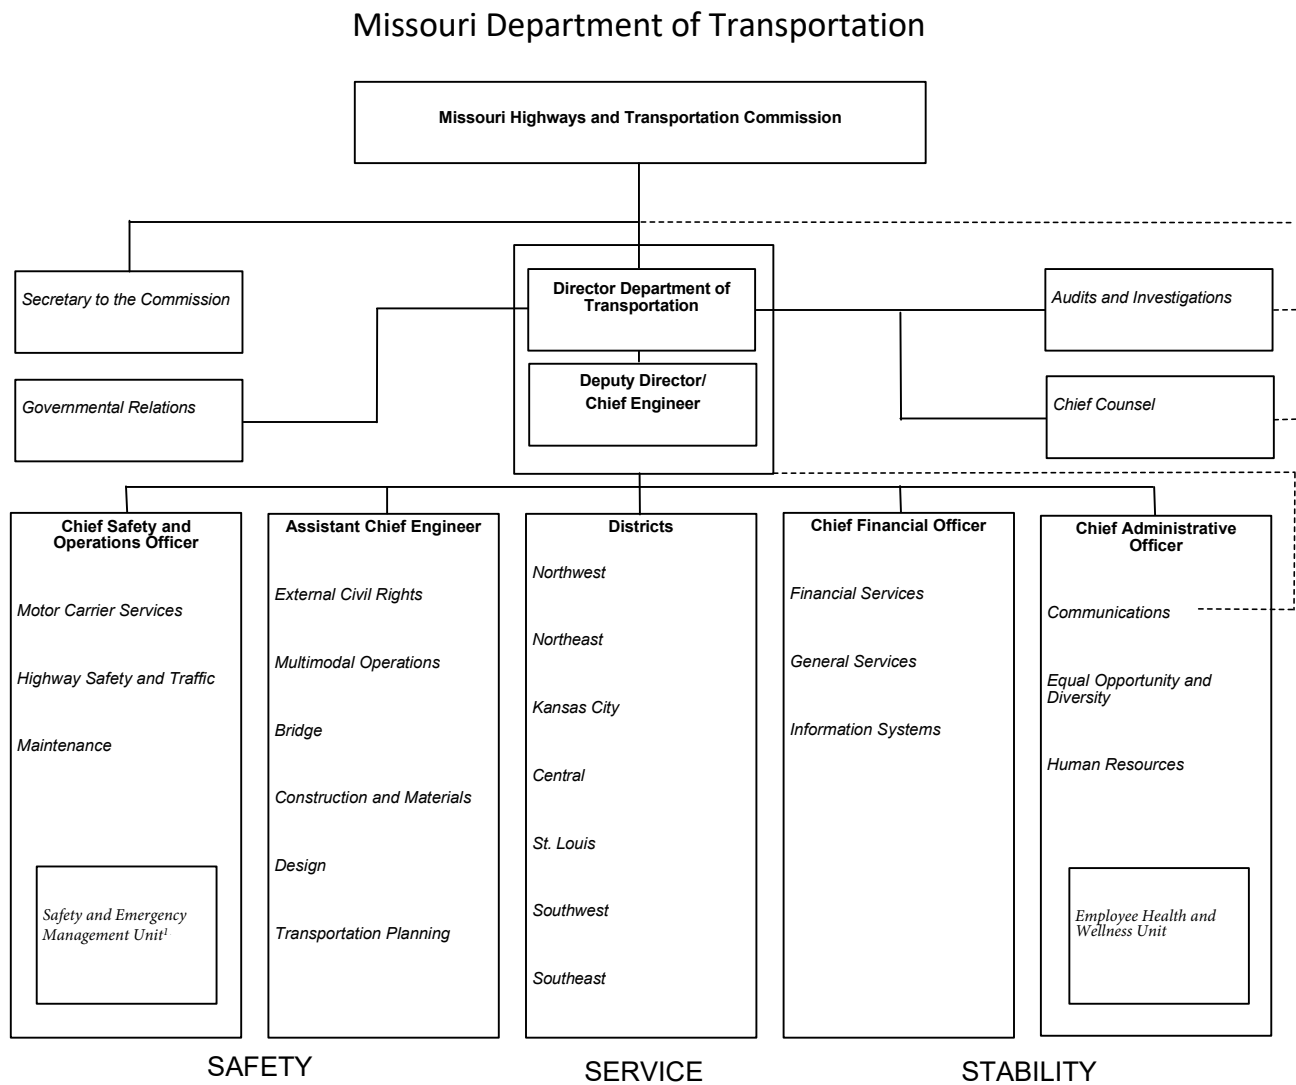 Missouri Department of Transportation
Missouri Highways and Transportation Commission
Secretary to the Commission
Director Department of
Transportation
Audits and Investigations
Governmental Relations
Deputy Director/
Chief Engineer
Chief Counsel
Chief Safety and
Operations Officer
Motor Carrier Services
Highway Safety and Traffic
Maintenance
Safety and Emergency
Management Unit¹
Assistant Chief Engineer
External Civil Rights
Multimodal Operations
Bridge
Construction and Materials
Design
Transportation Planning
Districts
Northwest
Northeast
Kansas City
Central
St. Louis
Southwest
Southeast
Chief Financial Officer
Financial Services
General Services
Information Systems
Chief Administrative
Officer
Communications
Equal Opportunity and
Diversity
Human Resources
Employee Health and
Wellness Unit
SAFETY
SERVICE
STABILITY